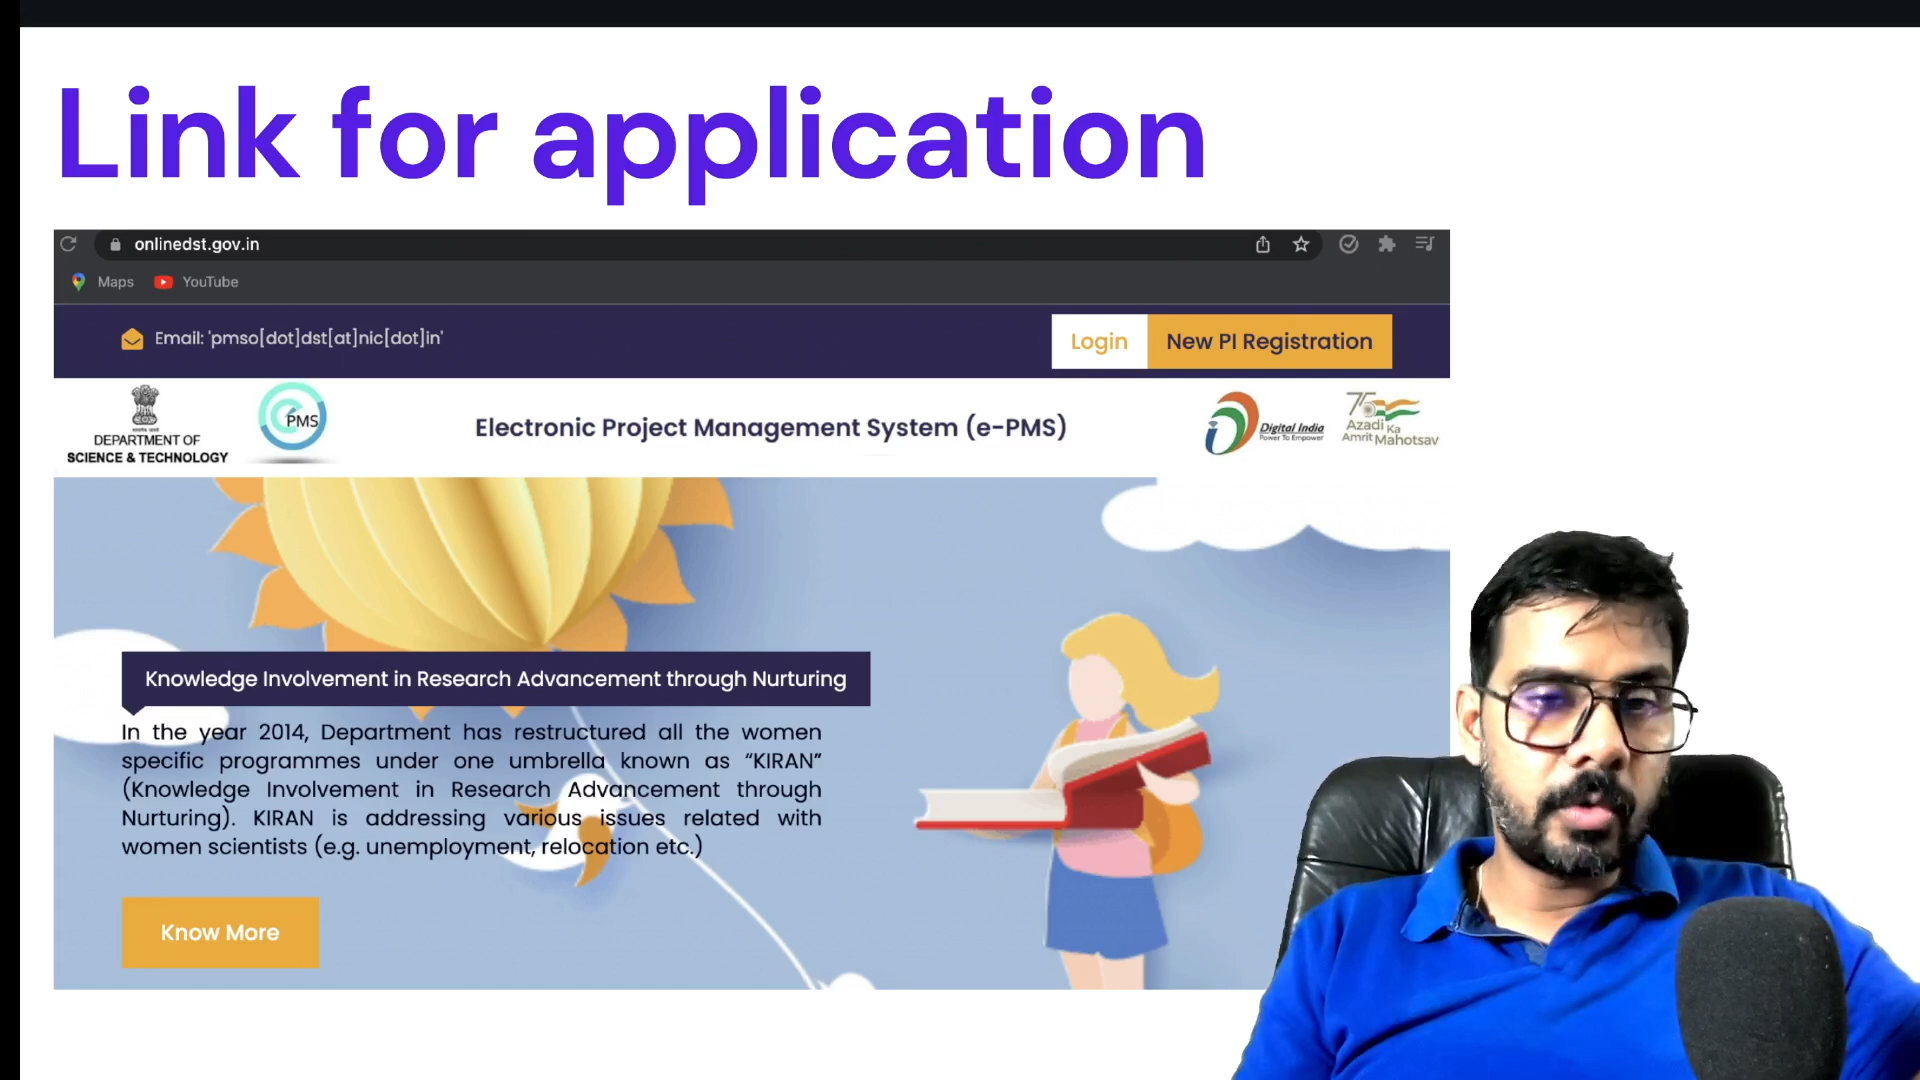 Link for application
onlinedst.gov.in
Maps YouTube
Email: 'pmso[dot]dst[at]nic[dot]in'
Login New PI Registration
DEPARTMENT OF
SCIENCE & TECHNOLOGY
ePMS
Electronic Project Management System (e-PMS)
Digital India
Power To Empower
75
Azadi Ka
Amrit Mahotsav
Knowledge Involvement in Research Advancement through Nurturing
In the year 2014, Department has restructured all the women
specific programmes under one umbrella known as “KIRAN”
(Knowledge Involvement in Research Advancement through
Nurturing). KIRAN is addressing various issues related with
women scientists (e.g. unemployment, relocation etc.)
Know More